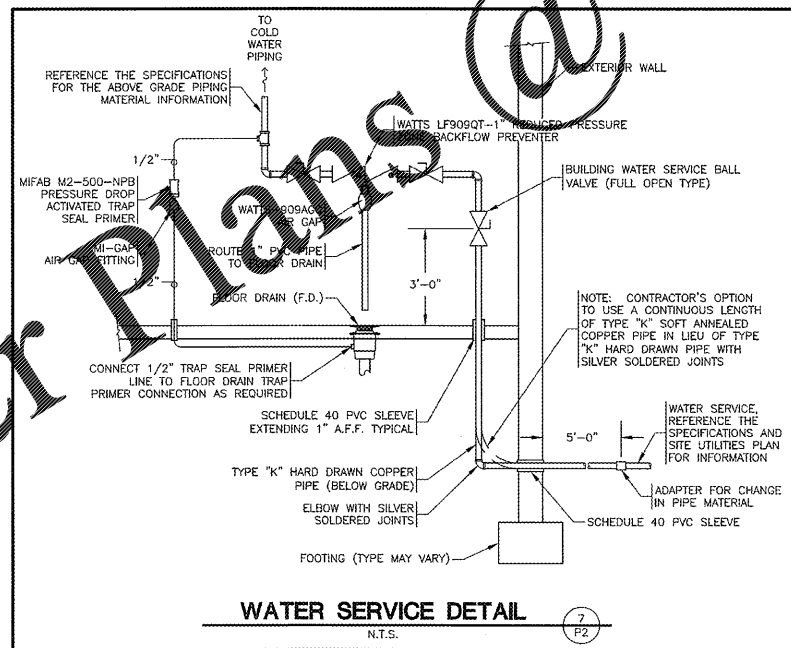 TO
COLD
WATER
PIPING
REFERENCE THE SPECIFICATIONS
FOR THE ABOVE GRADE PIPING
MATERIAL INFORMATION
EXTERIOR WALL
WATTS LF909QT-1" REDUCED PRESSURE
ZONE BACKFLOW PREVENTER
1/2"
MIFAB M2-500-NPB
PRESSURE DROP
ACTIVATED TRAP
SEAL PRIMER
BUILDING WATER SERVICE BALL
VALVE (FULL OPEN TYPE)
AIR GAP
MI-GAP
AIR GAP FITTING
ROUTE 1" PVC PIPE
TO FLOOR DRAIN
1/2"
3'-0"
FLOOR DRAIN (F.D.)
NOTE: CONTRACTOR'S OPTION
TO USE A CONTINUOUS LENGTH
OF TYPE "K" SOFT ANNEALED
COPPER PIPE IN LIEU OF TYPE
"K" HARD DRAWN PIPE WITH
SILVER SOLDERED JOINTS
CONNECT 1/2" TRAP SEAL PRIMER
LINE TO FLOOR DRAIN TRAP
PRIMER CONNECTION AS REQUIRED
SCHEDULE 40 PVC SLEEVE
EXTENDING 1" A.F.F. TYPICAL
5'-0"
WATER SERVICE,
REFERENCE THE
SPECIFICATIONS AND
SITE UTILITIES PLAN
FOR INFORMATION
TYPE "K" HARD DRAWN COPPER
PIPE (BELOW GRADE)
ADAPTER FOR CHANGE
IN PIPE MATERIAL
ELBOW WITH SILVER
SOLDERED JOINTS
SCHEDULE 40 PVC SLEEVE
FOOTING (TYPE MAY VARY)
WATER SERVICE DETAIL
N.T.S.
7
P2
er Plans @